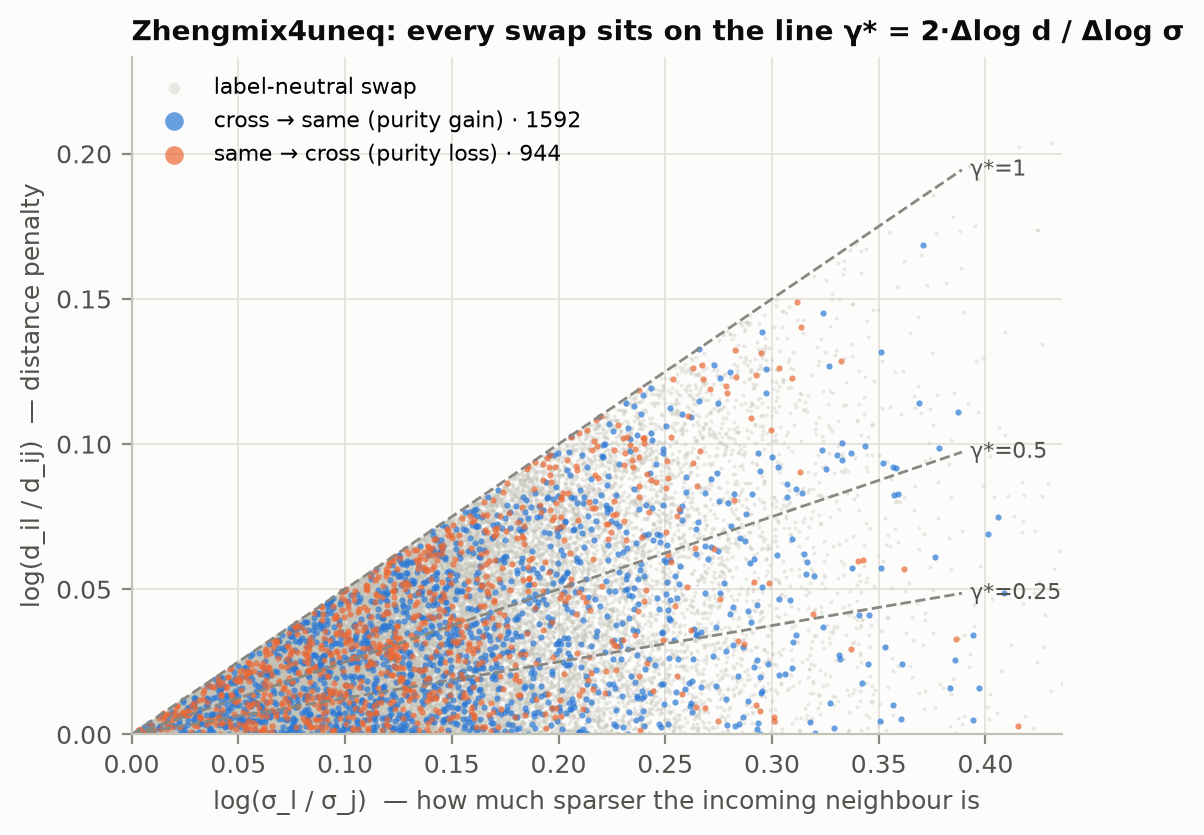 Zhengmix4uneq: every swap sits on the line γ* = 2·Δlog d / Δlog σ
label-neutral swap
cross → same (purity gain) · 1592
same → cross (purity loss) · 944
log(d_il / d_ij)  — distance penalty
0.20
0.15
0.10
0.05
0.00
γ*=1
γ*=0.5
γ*=0.25
0.00 0.05 0.10 0.15 0.20 0.25 0.30 0.35 0.40
log(σ_l / σ_j)  — how much sparser the incoming neighbour is